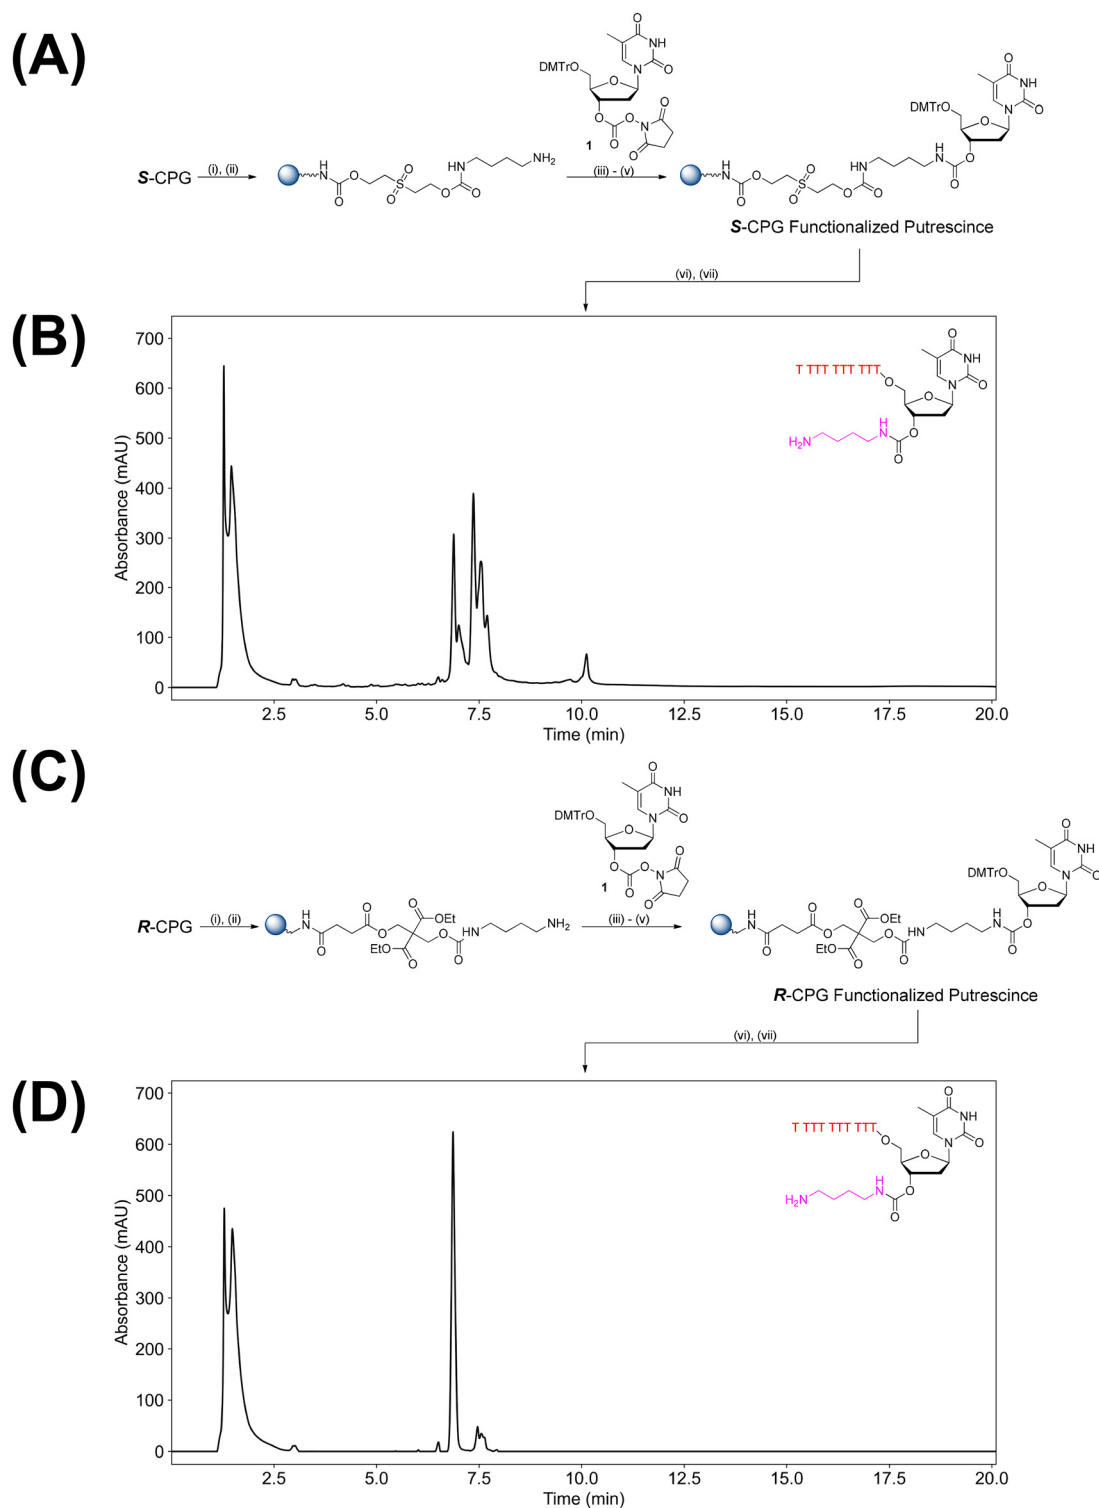 (A)
O
NH
N
O
DMTrO
O
O
O
O
N
O
O
1
S-CPG
(i), (ii)
H
N
O
O
S
O
O
O
O
HN
NH2
(iii) - (v)
H
N
O
O
S
O
O
O
O
HN
H
N
O
O
DMTrO
O
N
O
NH
O
S-CPG Functionalized Putrescince
(vi), (vii)
(B)
Absorbance (mAU)
700
600
500
400
300
200
100
0
2.5 5.0 7.5 10.0 12.5 15.0 17.5 20.0
Time (min)
T TTT TTT TTT
O
O
N
O
NH
O
H2N
H
N
O
O
(C)
O
NH
N
O
DMTrO
O
O
O
O
N
O
O
1
R-CPG
(i), (ii)
H
N
O
O
O
O
OEt
EtO
O
O
O
HN
NH2
(iii) - (v)
H
N
O
O
O
O
OEt
EtO
O
O
O
HN
H
N
O
O
DMTrO
O
N
O
NH
O
R-CPG Functionalized Putrescince
(vi), (vii)
(D)
Absorbance (mAU)
700
600
500
400
300
200
100
0
2.5 5.0 7.5 10.0 12.5 15.0 17.5 20.0
Time (min)
T TTT TTT TTT
O
O
N
O
NH
O
H2N
H
N
O
O